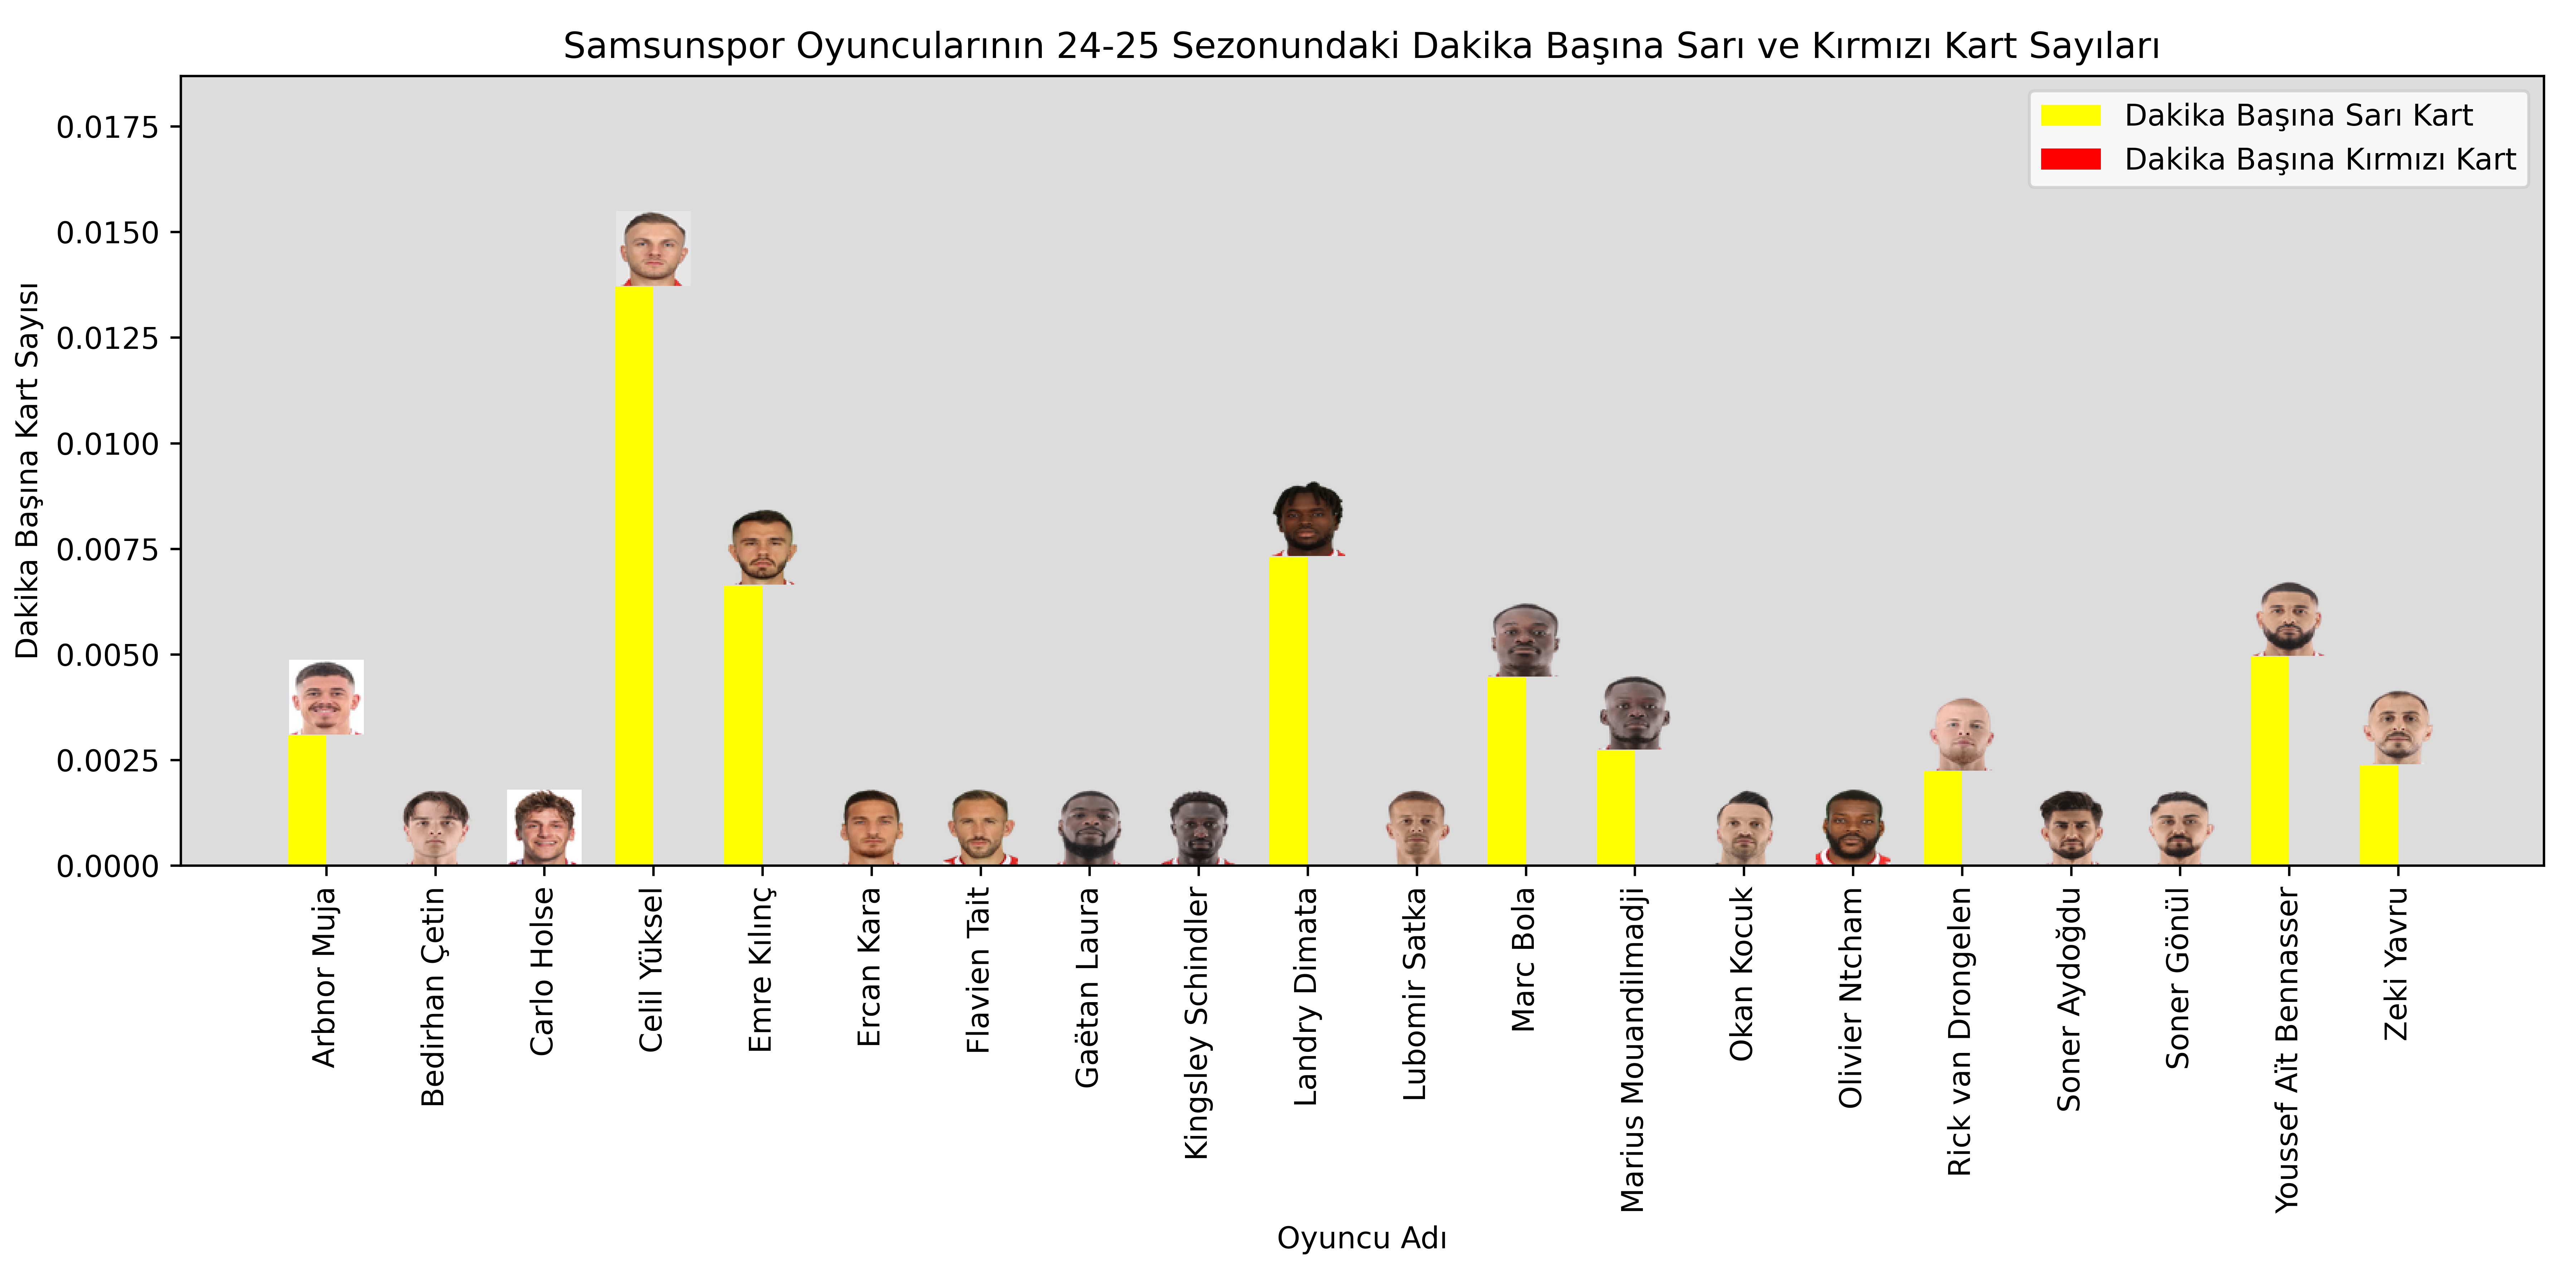 Samsunspor Oyuncularının 24-25 Sezonundaki Dakika Başına Sarı ve Kırmızı Kart Sayıları
Dakika Başına Sarı Kart
Dakika Başına Kırmızı Kart
Dakika Başına Kart Sayısı
0.0175
0.0150
0.0125
0.0100
0.0075
0.0050
0.0025
0.0000
Arbnor Muja
Bedirhan Çetin
Carlo Holse
Celil Yüksel
Emre Kılınç
Ercan Kara
Flavien Tait
Gaëtan Laura
Kingsley Schindler
Landry Dimata
Lubomir Satka
Marc Bola
Marius Mouandilmadji
Okan Kocuk
Olivier Ntcham
Rick van Drongelen
Soner Aydoğdu
Soner Gönül
Youssef Aït Bennasser
Zeki Yavru
Oyuncu Adı